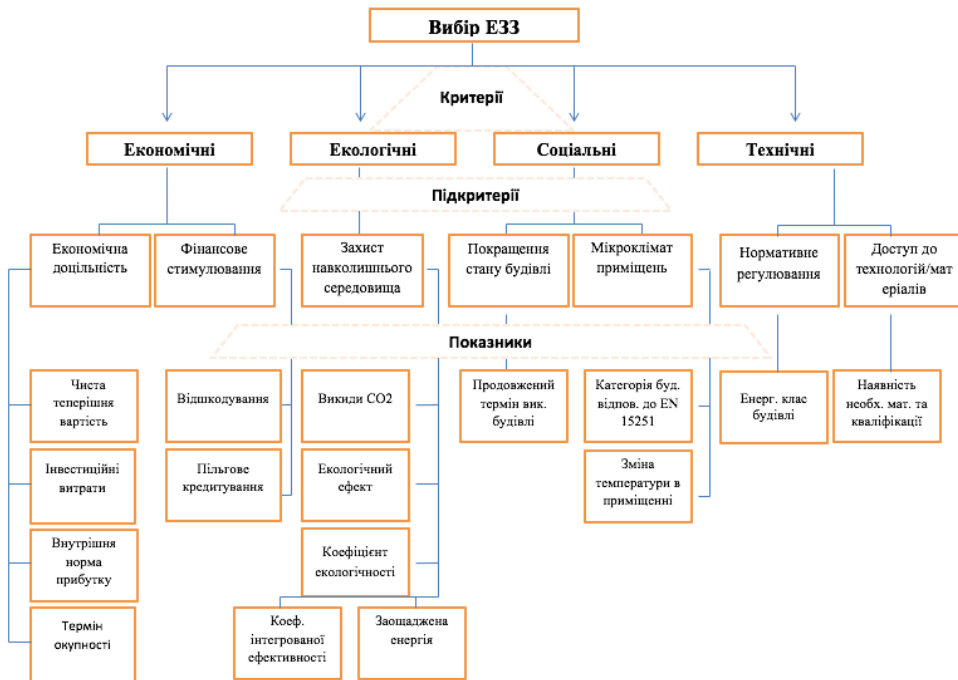 Вибір ЕЗЗ
Критерії
Економічні
Екологічні
Соціальні
Технічні
Підкритерії
Економічна
доцільність
Фінансове
стимулювання
Захист
навколишнього
середовища
Покращення
стану будівлі
Мікроклімат
приміщень
Нормативне
регулювання
Доступ до
технологій/мат
еріалів
Показники
Чиста
теперішня
вартість
Відшкодування
Викиди СО2
Продовжений
термін вик.
будівлі
Категорія буд.
відпов. до EN
15251
Енерг. клас
будівлі
Наявність
необх. мат. та
кваліфікації
Інвестиційні
витрати
Пільгове
кредитування
Екологічний
ефект
Зміна
температури в
приміщенні
Внутрішня
норма
прибутку
Коефіцієнт
екологічності
Термін
окупності
Коеф.
інтегрованої
ефективності
Заощаджена
енергія